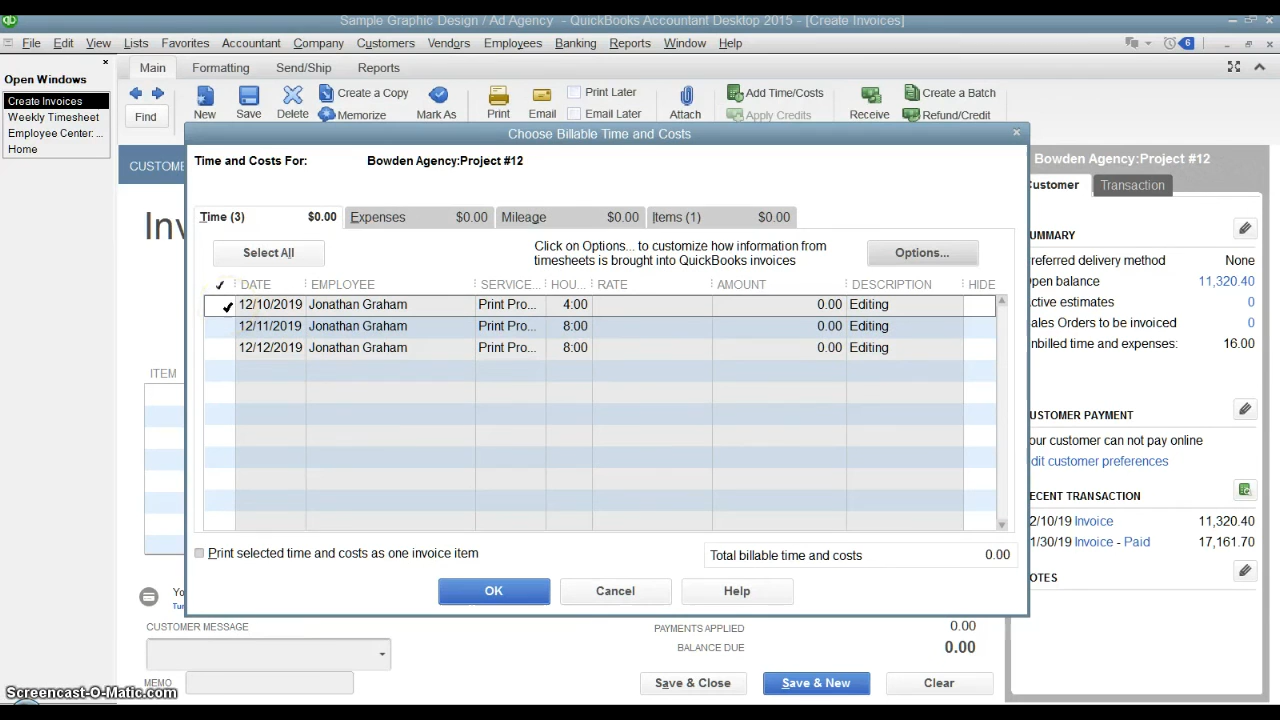 Sample Graphic Design / Ad Agency - QuickBooks Accountant Desktop 2015 - [Create Invoices]
File Edit View Lists Favorites Accountant Company Customers Vendors Employees Banking Reports Window Help 6
Open Windows
Create Invoices
Weekly Timesheet
Employee Center: ...
Home
Main Formatting Send/Ship Reports
Find
New Save Delete Create a Copy Memorize Mark As Print Email Print Later Email Later Attach Add Time/Costs Apply Credits Receive Create a Batch Refund/Credit
CUSTOME
Inv
ITEM
Choose Billable Time and Costs
Time and Costs For: Bowden Agency:Project #12
Time (3) $0.00 Expenses $0.00 Mileage $0.00 Items (1) $0.00
Select All
Click on Options... to customize how information from
timesheets is brought into QuickBooks invoices
Options...
✓ DATE EMPLOYEE SERVICE... HOU... RATE AMOUNT DESCRIPTION HIDE
✓ 12/10/2019 Jonathan Graham Print Pro... 4:00 0.00 Editing
12/11/2019 Jonathan Graham Print Pro... 8:00 0.00 Editing
12/12/2019 Jonathan Graham Print Pro... 8:00 0.00 Editing
Print selected time and costs as one invoice item
Total billable time and costs 0.00
OK Cancel Help
Yo
Tur
CUSTOMER MESSAGE
MEMO
PAYMENTS APPLIED 0.00
BALANCE DUE 0.00
Save & Close Save & New Clear
Bowden Agency:Project #12
ustomer Transaction
UMMARY
referred delivery method None
pen balance 11,320.40
ctive estimates 0
ales Orders to be invoiced 0
nbilled time and expenses: 16.00
USTOMER PAYMENT
our customer can not pay online
dit customer preferences
ECENT TRANSACTION
2/10/19 Invoice 11,320.40
1/30/19 Invoice - Paid 17,161.70
OTES
Screencast-O-Matic.com